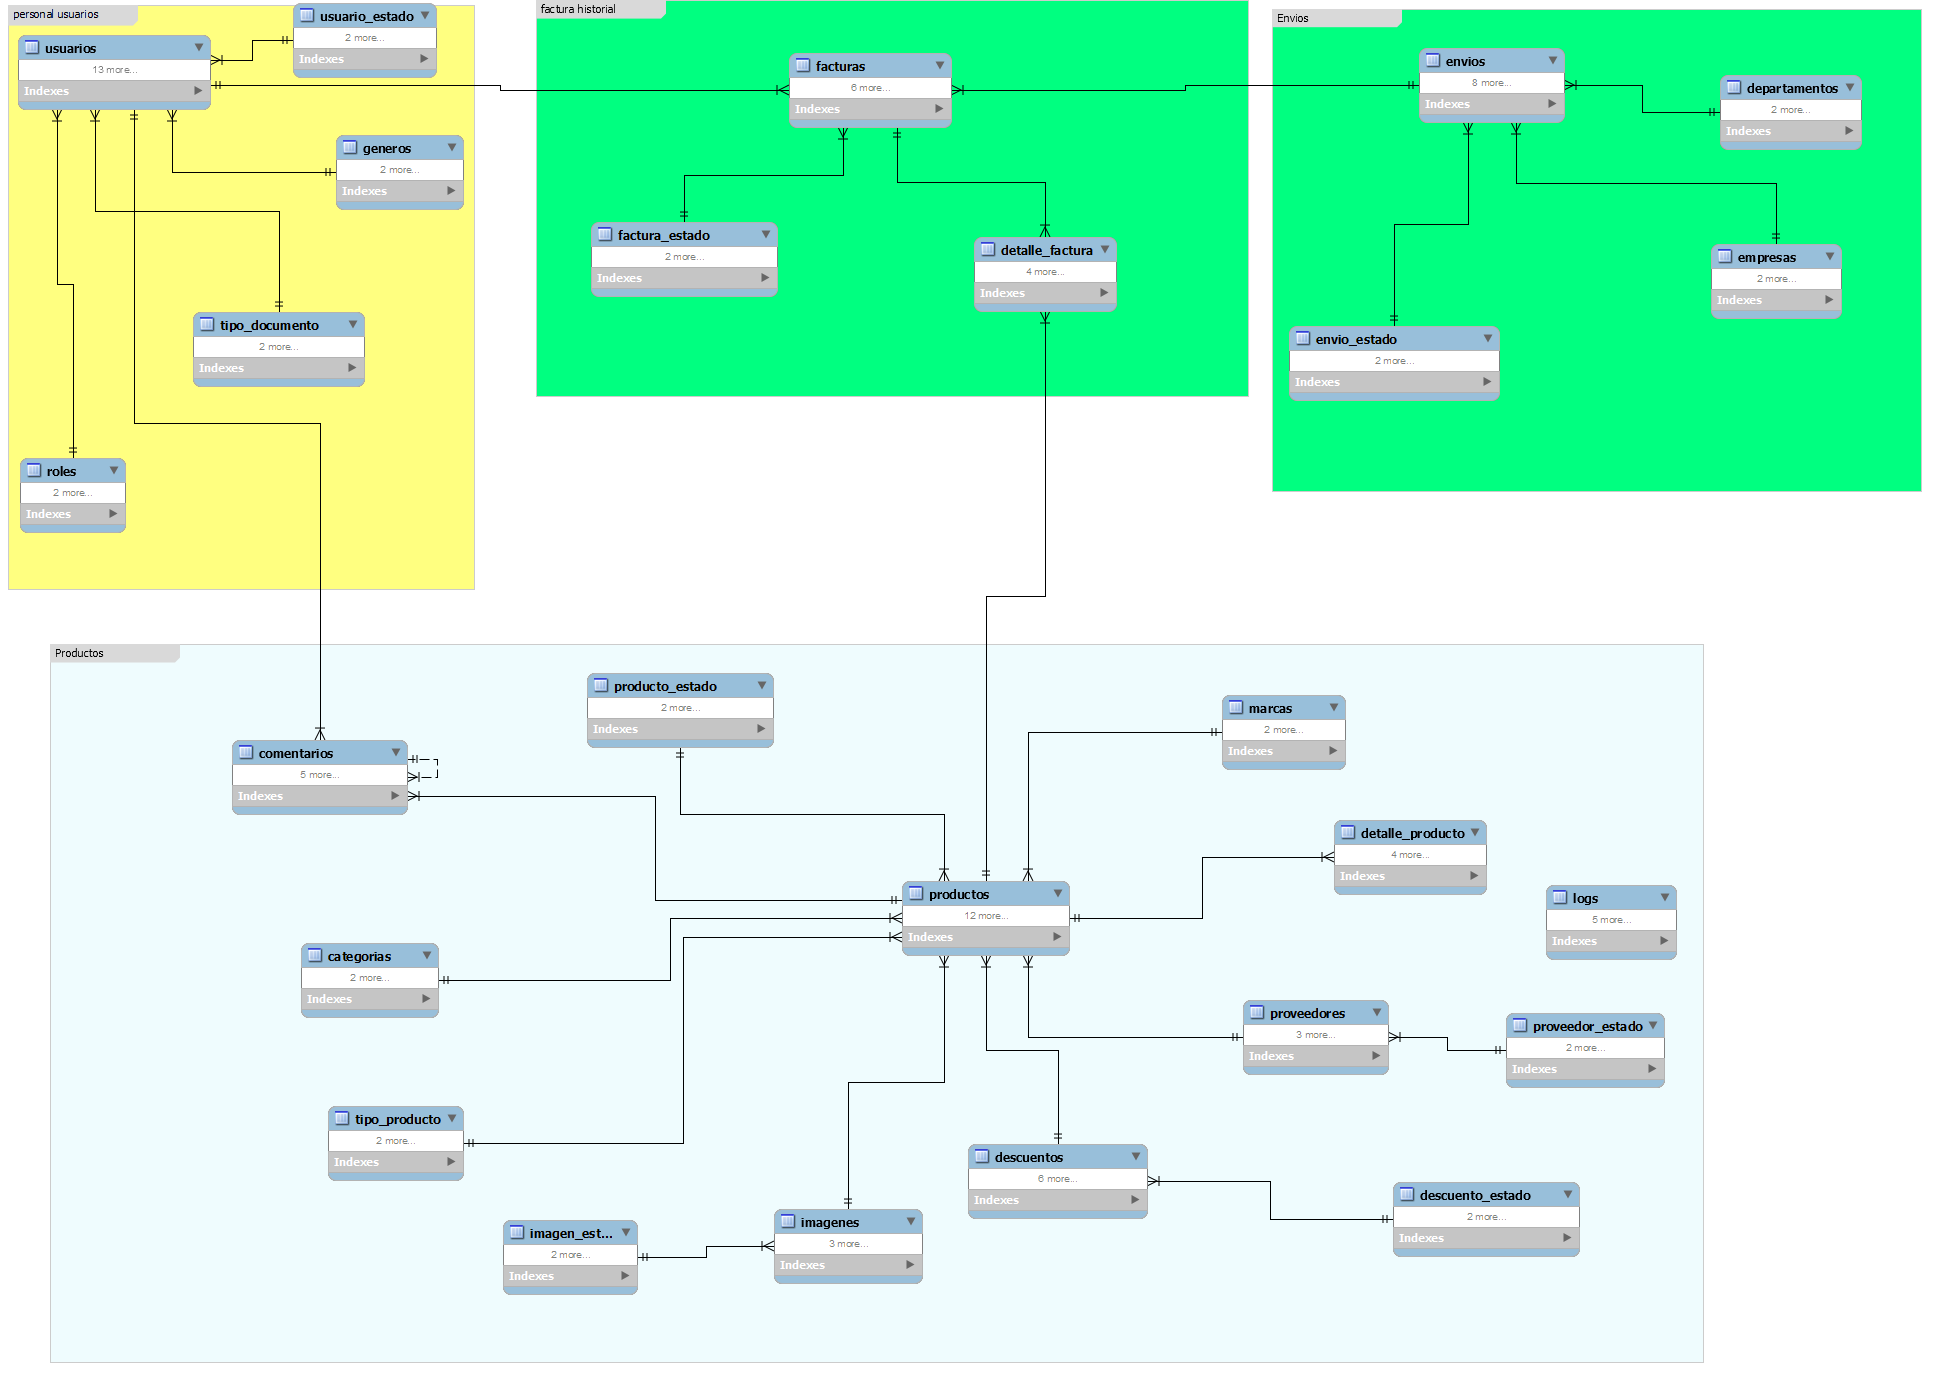 personal usuarios
usuarios
13 more...
Indexes
usuario_estado
2 more...
Indexes
generos
2 more...
Indexes
tipo_documento
2 more...
Indexes
roles
2 more...
Indexes
factura historial
facturas
6 more...
Indexes
factura_estado
2 more...
Indexes
detalle_factura
4 more...
Indexes
Envios
envios
8 more...
Indexes
departamentos
2 more...
Indexes
empresas
2 more...
Indexes
envio_estado
2 more...
Indexes
Productos
producto_estado
2 more...
Indexes
marcas
2 more...
Indexes
comentarios
5 more...
Indexes
detalle_producto
4 more...
Indexes
productos
12 more...
Indexes
logs
5 more...
Indexes
categorias
2 more...
Indexes
proveedores
3 more...
Indexes
proveedor_estado
2 more...
Indexes
tipo_producto
2 more...
Indexes
descuentos
6 more...
Indexes
descuento_estado
2 more...
Indexes
imagenes
3 more...
Indexes
imagen_est...
2 more...
Indexes